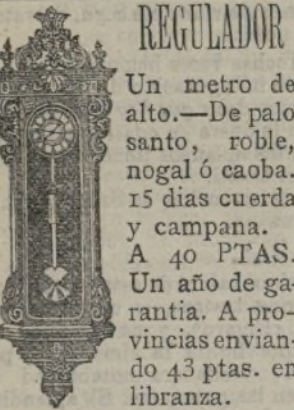 REGULADOR
Un metro de
alto.—De palo
santo, roble,
nogal ó caoba.
15 dias cuerda
y campana.
A 40 PTAS.
Un año de ga-
rantia. A pro-
vincias envian-
do 43 ptas. en
libranza.